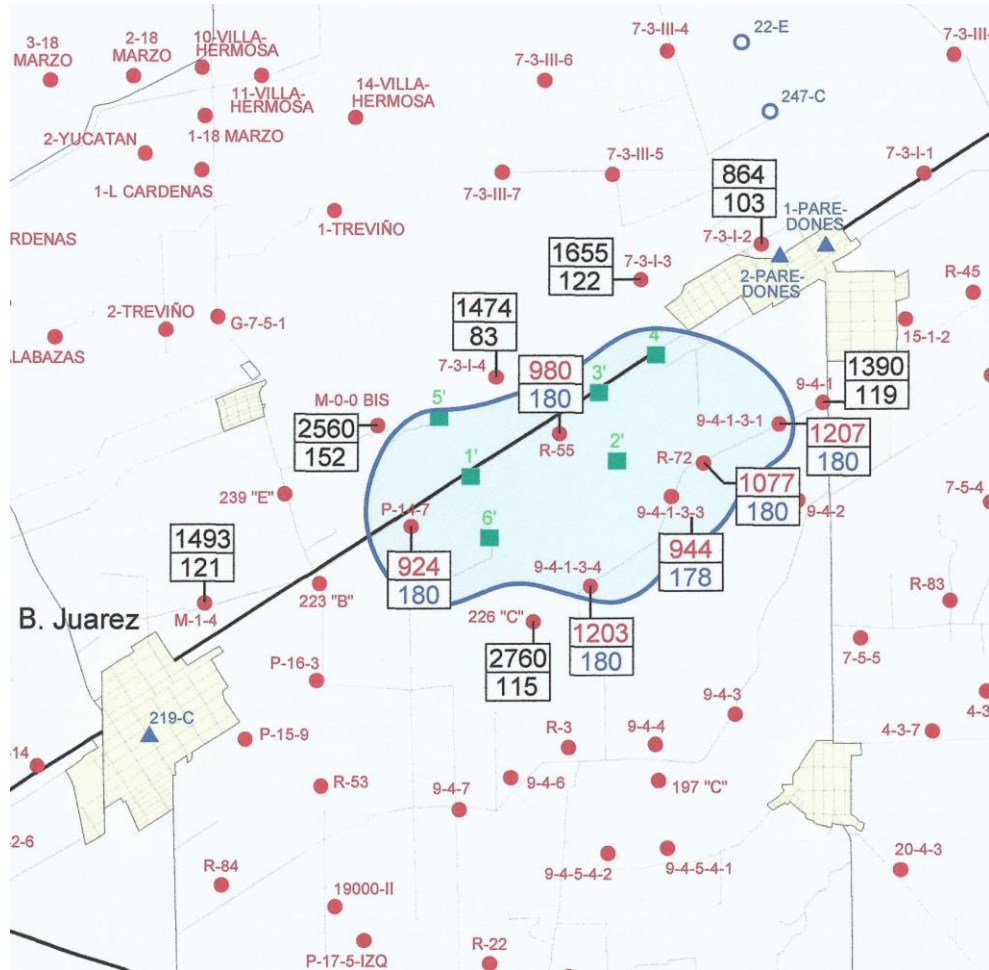 3-18
MARZO
2-18
MARZO
10-VILLA-
HERMOSA
11-VILLA-
HERMOSA
14-VILLA-
HERMOSA
7-3-III-4
22-E
7-3-III-
7-3-III-6
247-C
1-18 MARZO
2-YUCATAN
1-L CARDENAS
7-3-III-7
7-3-III-5
7-3-I-1
864
103
1-PARE-
DONES
1-TREVIÑO
RDENAS
7-3-I-2
2-PARE-
DONES
1655
122
7-3-I-3
R-45
2-TREVIÑO
G-7-5-1
1474
83
15-1-2
ALABAZAS
7-3-I-4
4
980
180
3'
1390
119
9-4-1
M-0-0 BIS
5'
2560
152
9-4-1-3-1
1207
180
R-55
1'
2'
R-72
1077
180
239 "E"
9-4-1-3-3
9-4-2
7-5-4
P-14-7
6'
1493
121
924
180
944
178
9-4-1-3-4
R-83
B. Juarez
M-1-4
223 "B"
226 "C"
1203
180
7-5-5
2760
115
P-16-3
219-C
9-4-3
4-3
-14
P-15-9
R-3
9-4-4
4-3-7
R-53
9-4-7
9-4-6
197 "C"
2-6
R-84
9-4-5-4-2
9-4-5-4-1
20-4-3
19000-II
P-17-5-IZQ
R-22